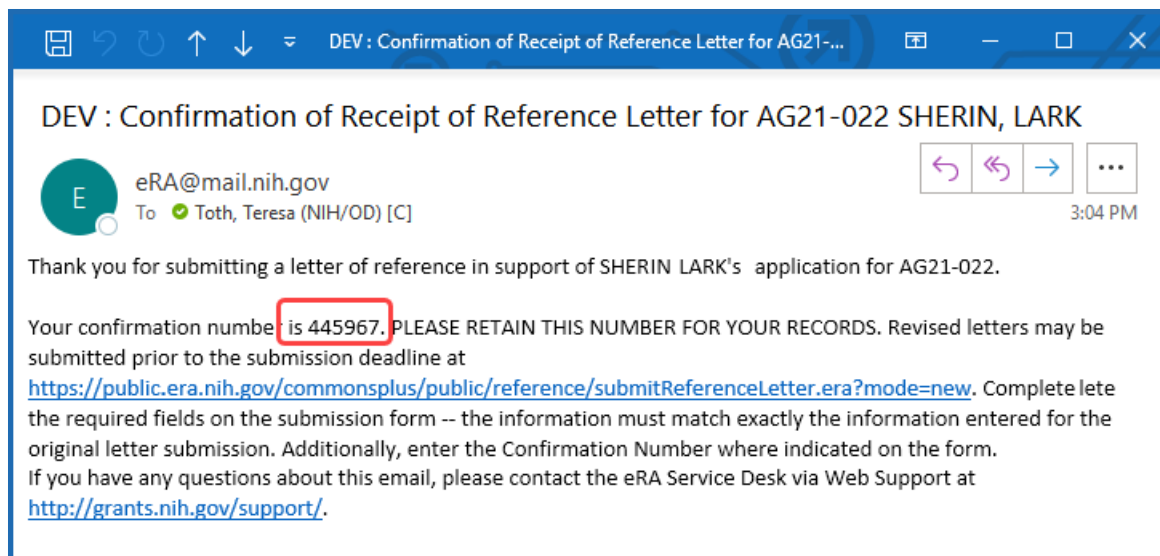 DEV : Confirmation of Receipt of Reference Letter for AG21-...
DEV : Confirmation of Receipt of Reference Letter for AG21-022 SHERIN, LARK
E
eRA@mail.nih.gov
To Toth, Teresa (NIH/OD) [C]
3:04 PM
Thank you for submitting a letter of reference in support of SHERIN LARK's application for AG21-022.
Your confirmation number is 445967. PLEASE RETAIN THIS NUMBER FOR YOUR RECORDS. Revised letters may be
submitted prior to the submission deadline at
https://public.era.nih.gov/commonsplus/public/reference/submitReferenceLetter.era?mode=new. Complete lete
the required fields on the submission form -- the information must match exactly the information entered for the
original letter submission. Additionally, enter the Confirmation Number where indicated on the form.
If you have any questions about this email, please contact the eRA Service Desk via Web Support at
http://grants.nih.gov/support/.